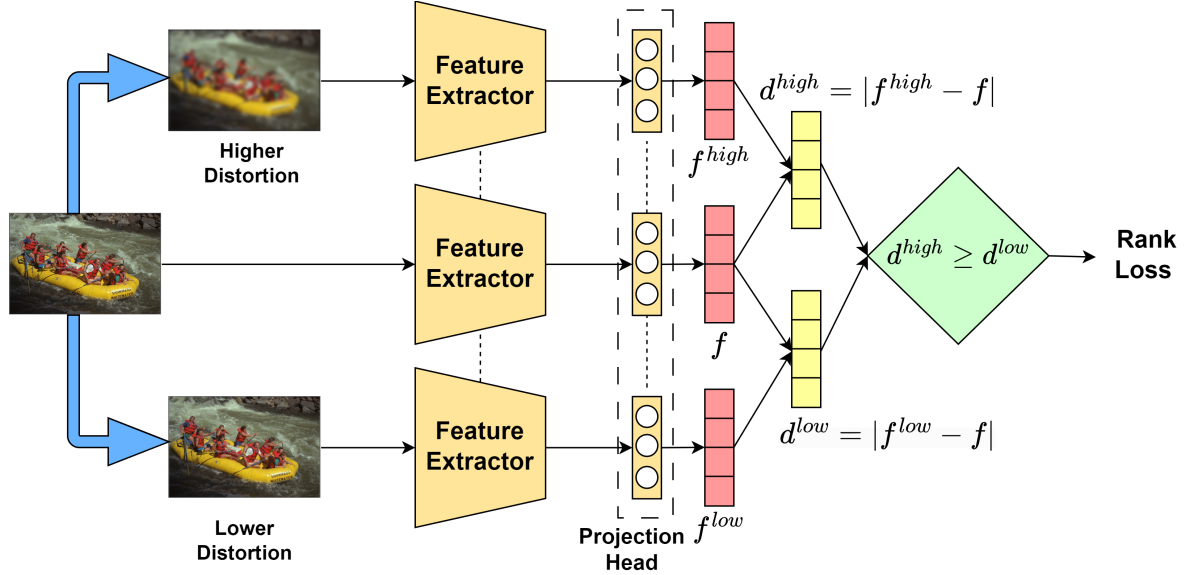 Higher
Distortion
Feature
Extractor
f^{high}
d^{high} = |f^{high} − f|
Feature
Extractor
f
d^{high} ≥ d^{low}
Rank
Loss
Lower
Distortion
Feature
Extractor
Projection
Head
f^{low}
d^{low} = |f^{low} − f|